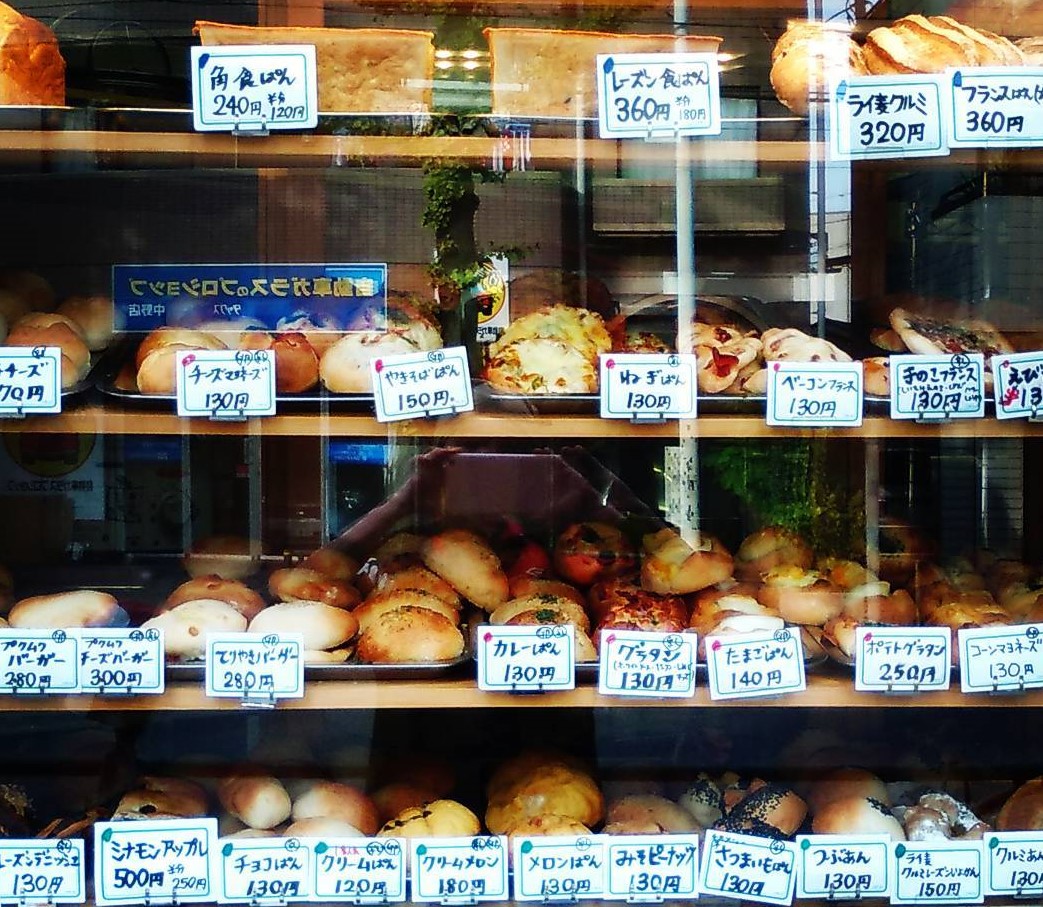 角食ぱん
240円 半分 120円
レーズン食ぱん
360円 半分 180円
ライ麦クルミ
320円
フランスぱん
360円
自動車ガラスのプロショップ
中野店
チーズ
70円
チーズマヨネーズ
130円
やきそばぱん
150円
ねぎぱん
130円
ベーコンフランス
130円
きのこフランス
130円
えび
バーガー
280円
チーズバーガー
300円
てりやきバーガー
280円
カレーぱん
130円
グラタン
130円
たまごぱん
140円
ポテトグラタン
250円
コーンマヨネーズ
130円
レーズンデニッシュ
130円
シナモンアップル
500円 半分 250円
チョコぱん
130円
クリームぱん
120円
クリームメロン
180円
メロンぱん
130円
みそピーナッツ
130円
さつまいもぱん
130円
つぶあん
130円
ライ麦
クルミレーズンいよかん
150円
クルミあん
130